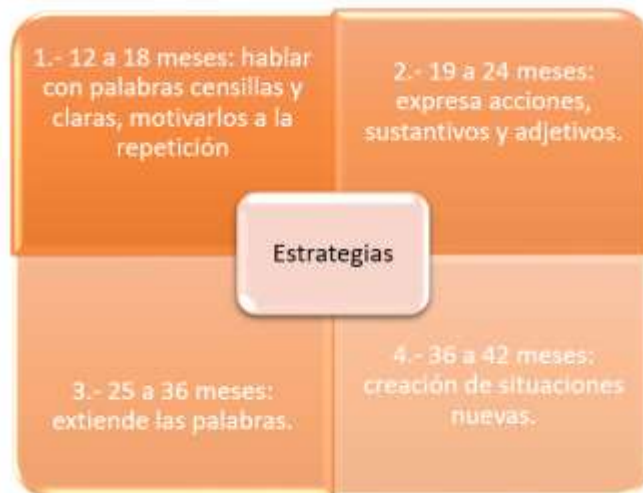 1.- 12 a 18 meses: hablar
con palabras censillas y
claras, motivarlos a la
repetición
2.- 19 a 24 meses:
expresa acciones,
sustantivos y adjetivos.
Estrategias
3.- 25 a 36 meses:
extiende las palabras.
4.- 36 a 42 meses:
creación de situaciones
nuevas.